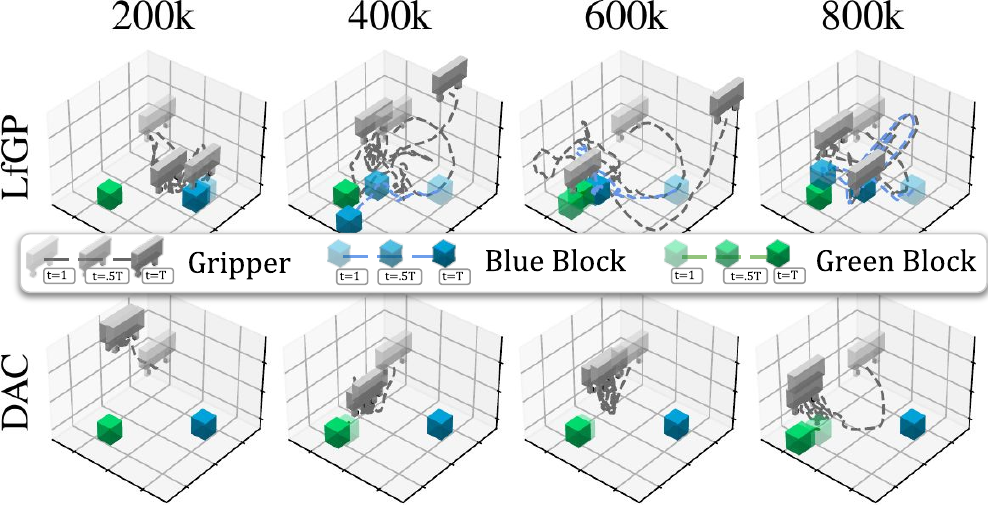 200k 400k 600k 800k
LfGP
t=1 t=.5T t=T Gripper t=1 t=.5T t=T Blue Block t=1 t=.5T t=T Green Block
DAC